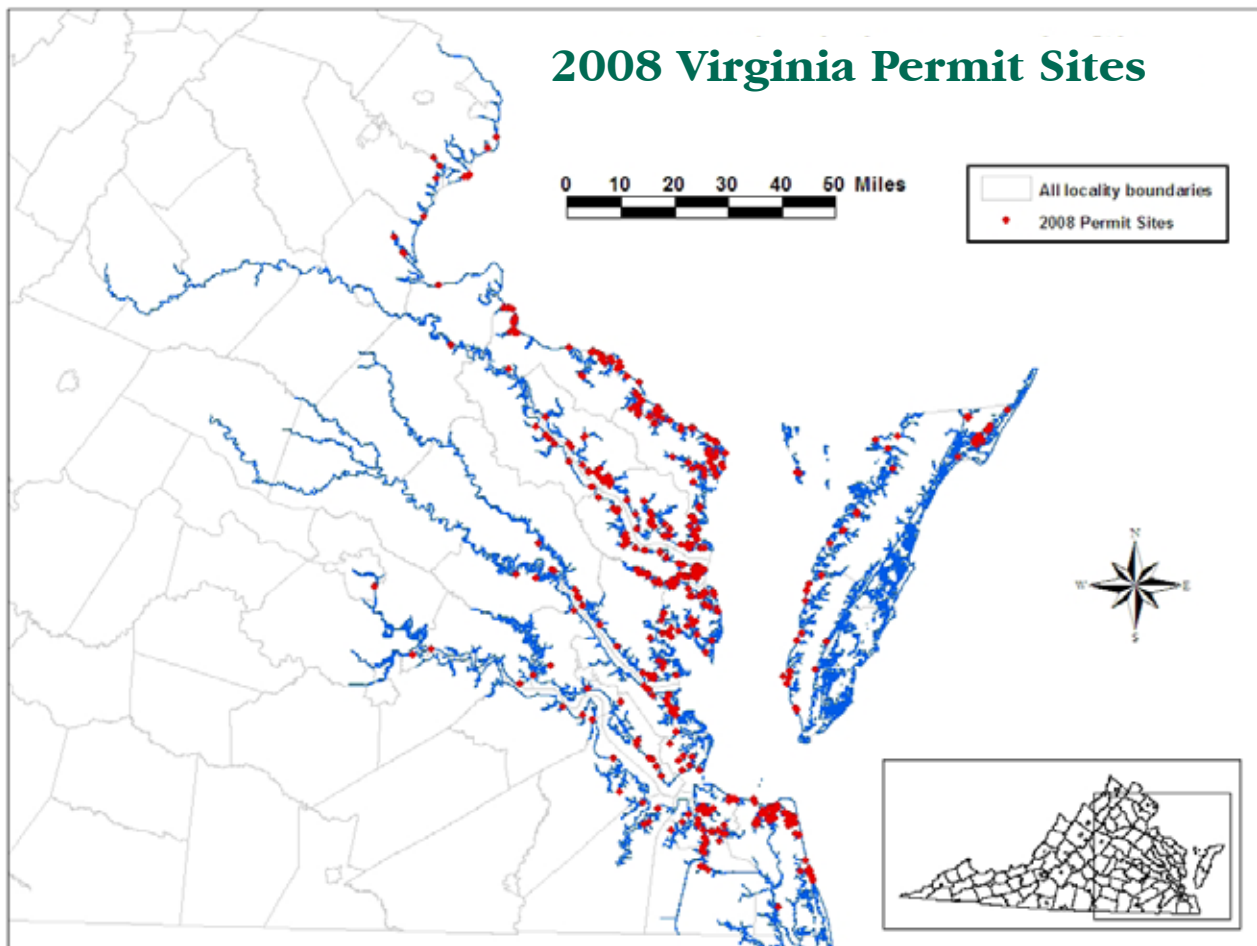 2008 Virginia Permit Sites
0 10 20 30 40 50 Miles
All locality boundaries
2008 Permit Sites
N
W E
S